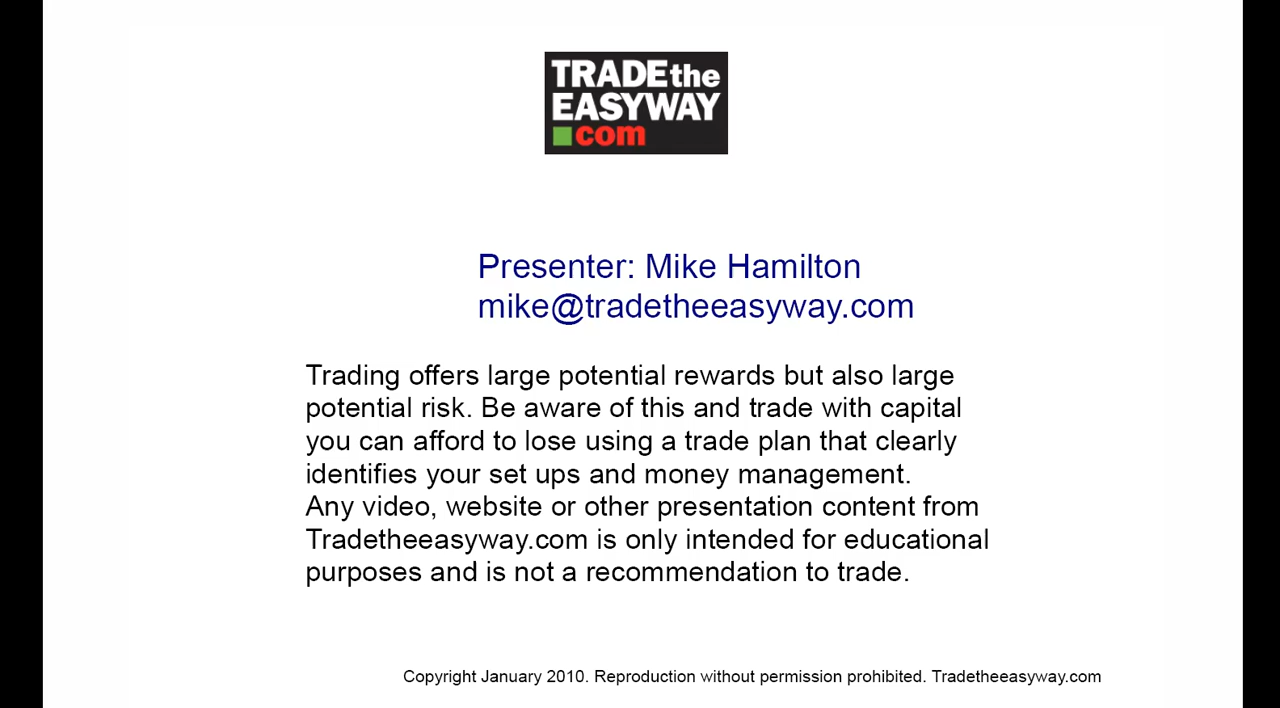 TRADEthe
EASYWAY
.com
Presenter: Mike Hamilton
mike@tradetheeasyway.com
Trading offers large potential rewards but also large
potential risk. Be aware of this and trade with capital
you can afford to lose using a trade plan that clearly
identifies your set ups and money management.
Any video, website or other presentation content from
Tradetheeasyway.com is only intended for educational
purposes and is not a recommendation to trade.
Copyright January 2010. Reproduction without permission prohibited. Tradetheeasyway.com